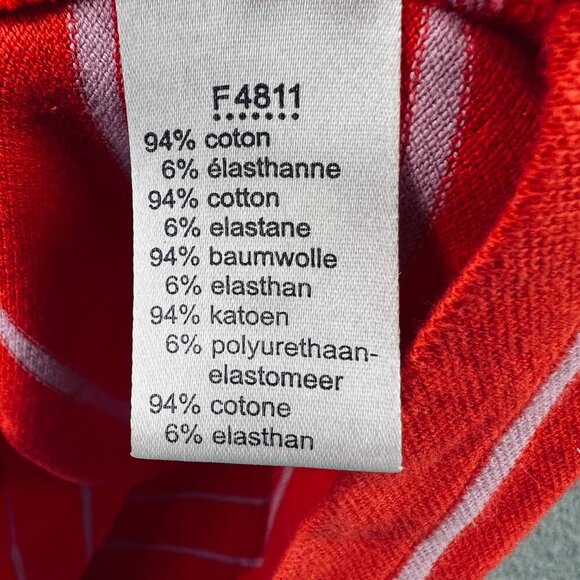 F4811
94% coton
6% élasthanne
94% cotton
6% elastane
94% baumwolle
6% elasthan
94% katoen
6% polyurethaan-
elastomeer
94% cotone
6% elasthan